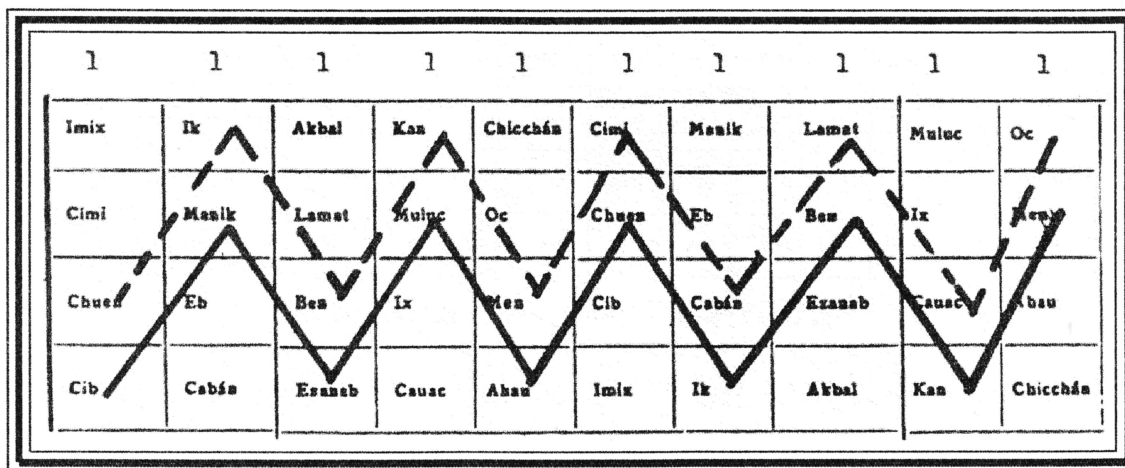 1 1 1 1 1 1 1 1 1 1
Imix Ik Akbal Kan Chicchán Cimi Manik Lamat Muluc Oc
Cimi Manik Lamat Muluc Oc Chuen Eb Ben Ix Men
Chuen Eb Ben Ix Men Cib Cabán Ezanab Cauac Ahau
Cib Cabán Ezanab Cauac Ahau Imix Ik Akbal Kan Chicchán